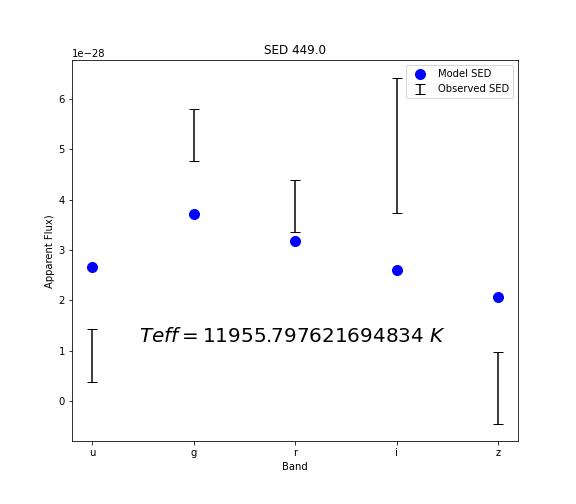 SED 449.0
1e−28
Model SED
Observed SED
6
5
4
3
2
1
0
Apparent Flux)
Teff = 11955.797621694834 K
u g r i z
Band